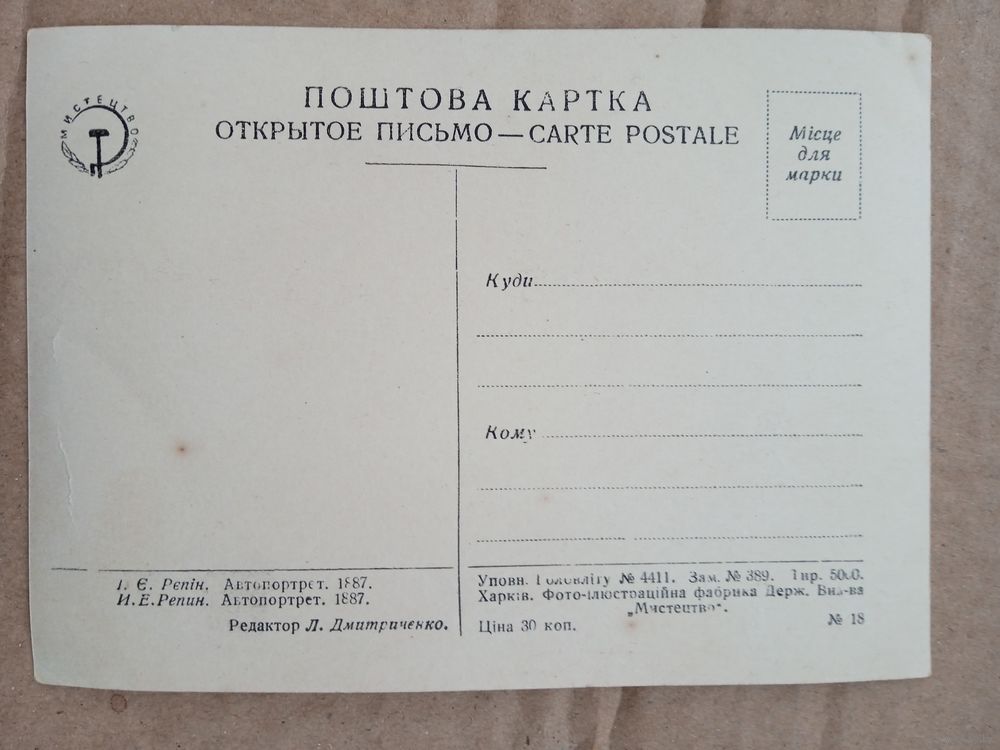 МИСТЕЦТВО
ПОШТОВА КАРТКА
ОТКРЫТОЕ ПИСЬМО — CARTE POSTALE
Місце
для
марки
Куди
Кому
І. Є. Рєпін. Автопортрет. 1887.
И. Е. Репин. Автопортрет. 1887.
Редактор Л. Дмитриченко.
Уповн. Головліту № 4411. Зам. № 389. Тир. 5000.
Харків. Фото-ілюстраційна фабрика Держ. Вид-ва
„Мистецтво“.
Ціна 30 коп.
№ 18